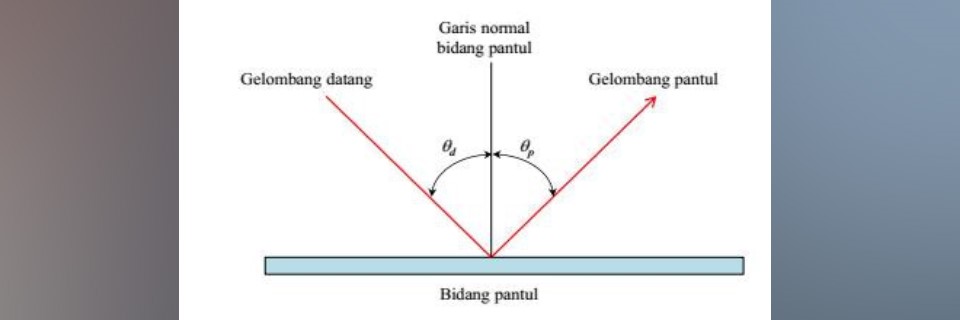 Garis normal
bidang pantul
Gelombang datang
Gelombang pantul
θd
θp
Bidang pantul